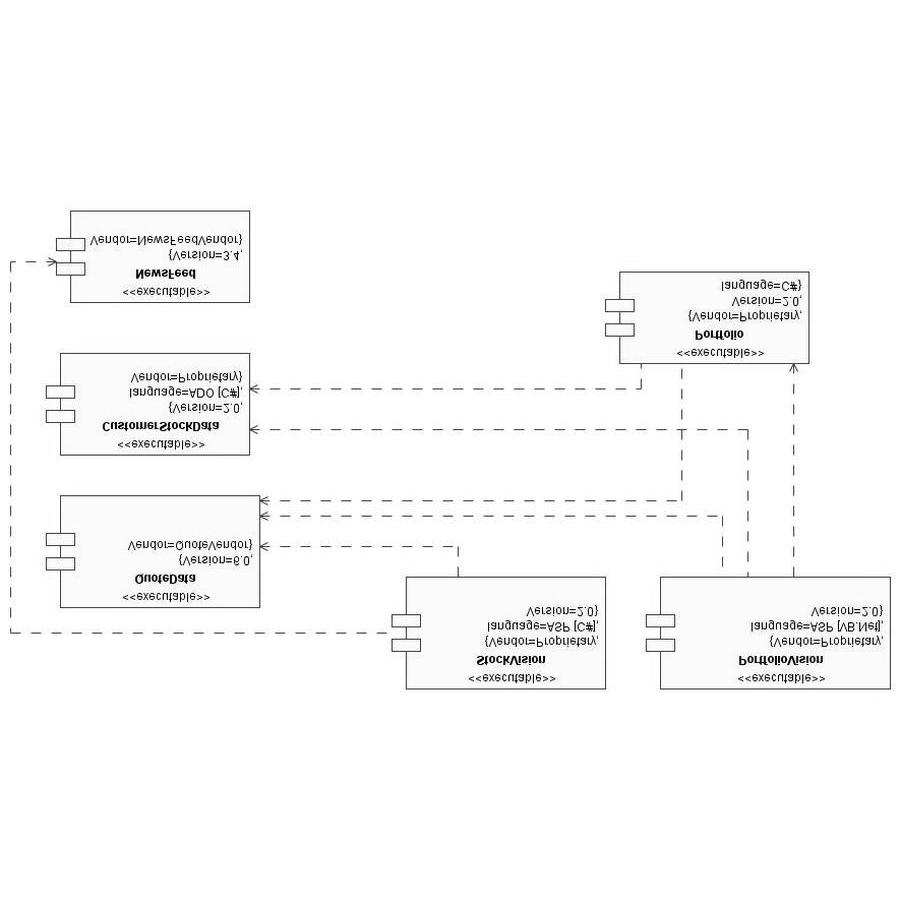 <<executable>>
StockVision
{Vendor=Proprietary,
language=ASP [C#],
Version=2.0}
<<executable>>
PortfolioVision
{Vendor=Proprietary,
language=ASP [VB.Net],
Version=2.0}
<<executable>>
QuoteData
{Version=6.0,
Vendor=QuoteVendor}
<<executable>>
CustomerStockData
{Version=2.0,
language=ADO [C#],
Vendor=Proprietary}
<<executable>>
Portfolio
{Vendor=Proprietary,
Version=2.0,
language=C#}
<<executable>>
NewsFeed
{Version=3.4,
Vendor=NewsFeedVendor}